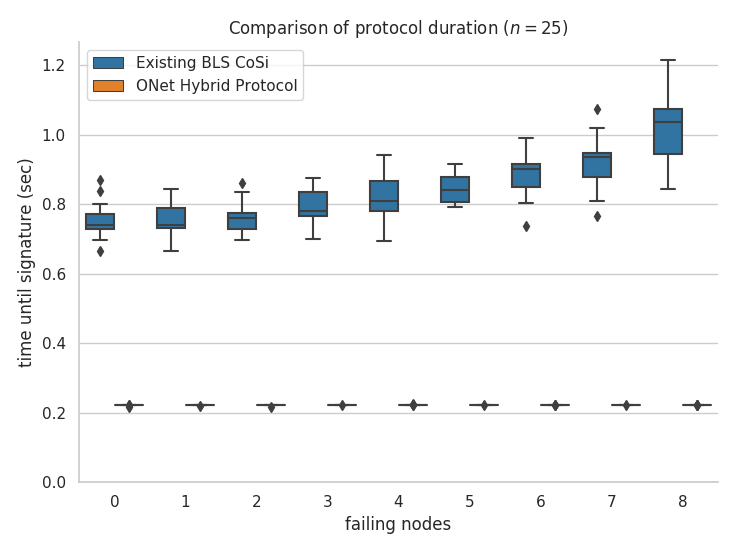 Comparison of protocol duration (n = 25)
Existing BLS CoSi
ONet Hybrid Protocol
time until signature (sec)
1.2
1.0
0.8
0.6
0.4
0.2
0.0
0 1 2 3 4 5 6 7 8
failing nodes